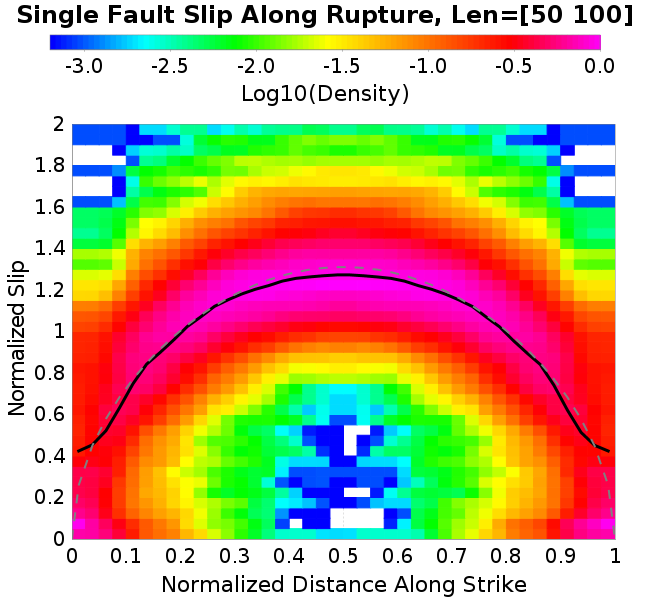 Single Fault Slip Along Rupture, Len=[50 100]
-3.0 -2.5 -2.0 -1.5 -1.0 -0.5 0.0
Log10(Density)
2
1.8
1.6
1.4
1.2
1
0.8
0.6
0.4
0.2
0
Normalized Slip
0 0.1 0.2 0.3 0.4 0.5 0.6 0.7 0.8 0.9 1
Normalized Distance Along Strike